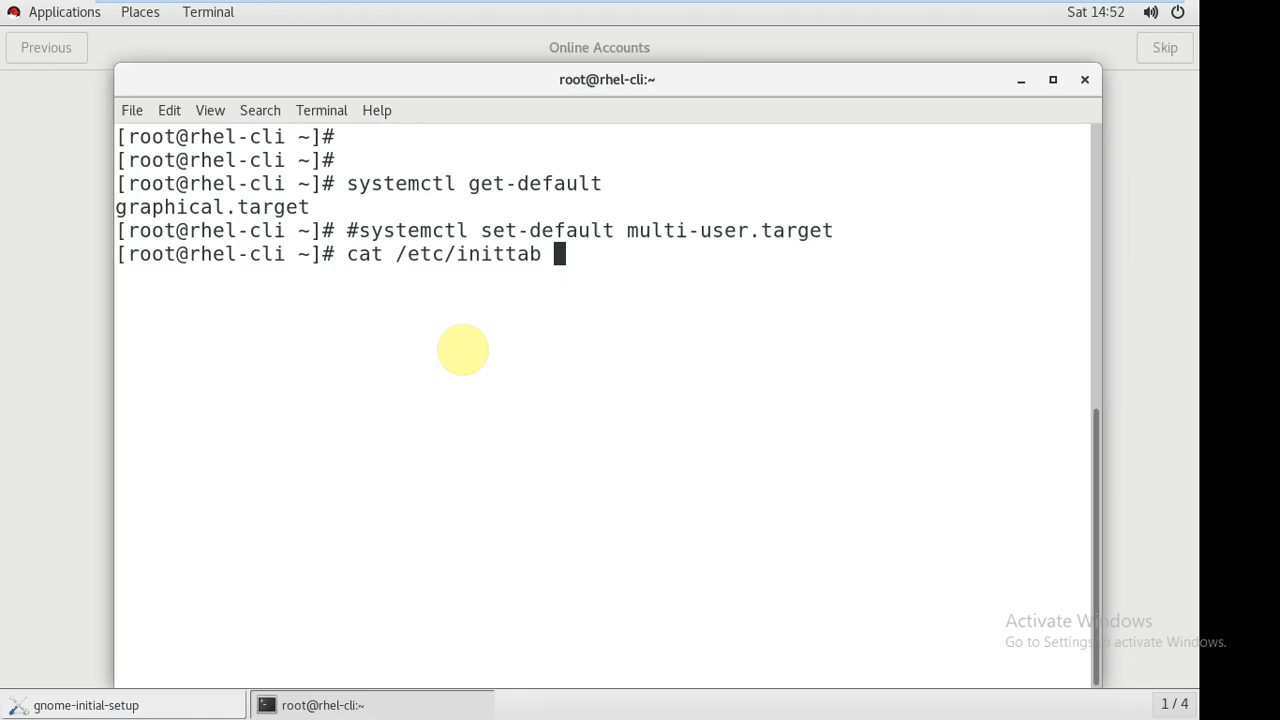 Applications Places Terminal Sat 14:52
Previous Online Accounts Skip
root@rhel-cli:~
File Edit View Search Terminal Help
[root@rhel-cli ~]#
[root@rhel-cli ~]#
[root@rhel-cli ~]# systemctl get-default
graphical.target
[root@rhel-cli ~]# #systemctl set-default multi-user.target
[root@rhel-cli ~]# cat /etc/inittab
Activate Windows
Go to Settings to activate Windows.
gnome-initial-setup root@rhel-cli:~ 1 / 4